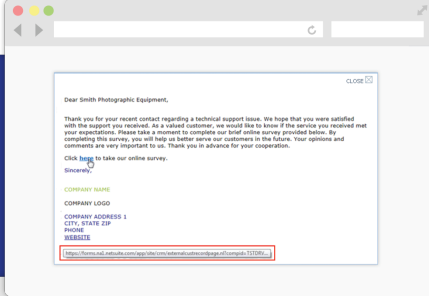 CLOSE
Dear Smith Photographic Equipment,
Thank you for your recent contact regarding a technical support issue. We hope that you were satisfied
with the support you received. As a valued customer, we would like to know if the service you received met
your expectations. Please take a moment to complete our brief online survey provided below. By
completing this survey, you will help us better serve our customers in the future. Your opinions and
comments are very important to us. Thank you in advance for your cooperation.
Click here to take our online survey.
Sincerely,
COMPANY NAME
COMPANY LOGO
COMPANY ADDRESS 1
CITY, STATE ZIP
PHONE
WEBSITE
https://forms.na1.netsuite.com/app/site/crm/externalcustrecordpage.nl?compid=TSTDRV...